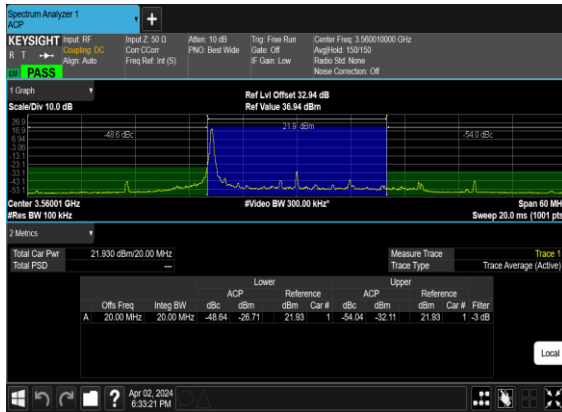 Spectrum Analyzer 1
ACP
+
KEYSIGHT Input: RF Input Z: 50 Ω Atten: 10 dB Trig: Free Run Center Freq: 3.560010000 GHz
R T Coupling: DC Corr CCorr PNO: Best Wide Gate: Off Avg|Hold: 150/150
Align: Auto Freq Ref: Int (S) IF Gain: Low Radio Std: None
PASS Noise Correction: Off
1 Graph
Ref Lvl Offset 32.94 dB
Scale/Div 10.0 dB Ref Value 36.94 dBm
26.9
16.9 -48.6 dBc 21.9 dBm -54.0 dBc
6.94
-3.06
-13.1
-23.1
-33.1
-43.1
-53.1
Center 3.56001 GHz #Video BW 300.00 kHz* Span 60 MH
#Res BW 100 kHz Sweep 20.0 ms (1001 pts
2 Metrics
Total Car Pwr 21.930 dBm/20.00 MHz Measure Trace Trace 1
Total PSD --- Trace Type Trace Average (Active)
Lower Upper
ACP Reference ACP Reference
Offs Freq Integ BW dBc dBm dBm Car # dBc dBm dBm Car # Filter
A 20.00 MHz 20.00 MHz -48.64 -26.71 21.93 1 -54.04 -32.11 21.93 1 -3 dB
Local
? Apr 02, 2024
6:33:21 PM